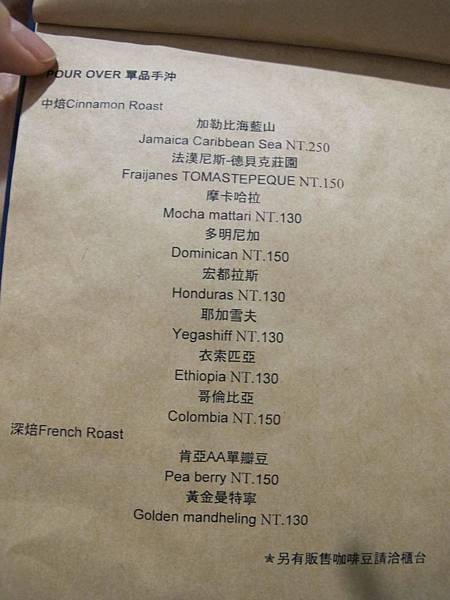 POUR OVER 單品手沖
中焙Cinnamon Roast
加勒比海藍山
Jamaica Caribbean Sea NT.250
法漢尼斯-德貝克莊園
Fraijanes TOMASTEPEQUE NT.150
摩卡哈拉
Mocha mattari NT.130
多明尼加
Dominican NT.150
宏都拉斯
Honduras NT.130
耶加雪夫
Yegashiff NT.130
衣索匹亞
Ethiopia NT.130
哥倫比亞
Colombia NT.150
深焙French Roast
肯亞AA單瓣豆
Pea berry NT.150
黃金曼特寧
Golden mandheling NT.130
★另有販售咖啡豆請洽櫃台